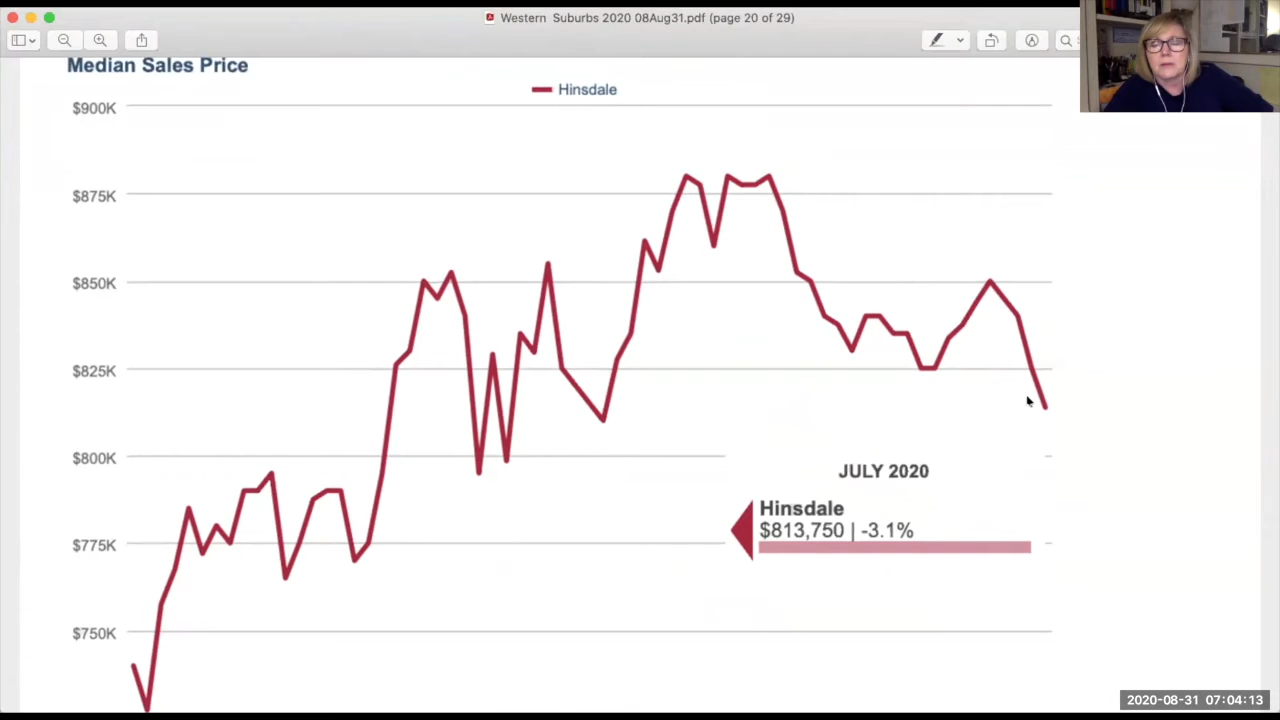 Western Suburbs 2020 08Aug31.pdf (page 20 of 29)
Median Sales Price
Hinsdale
$900K
$875K
$850K
$825K
$800K
$775K
$750K
JULY 2020
Hinsdale
$813,750 | -3.1%
2020-08-31 07:04:13